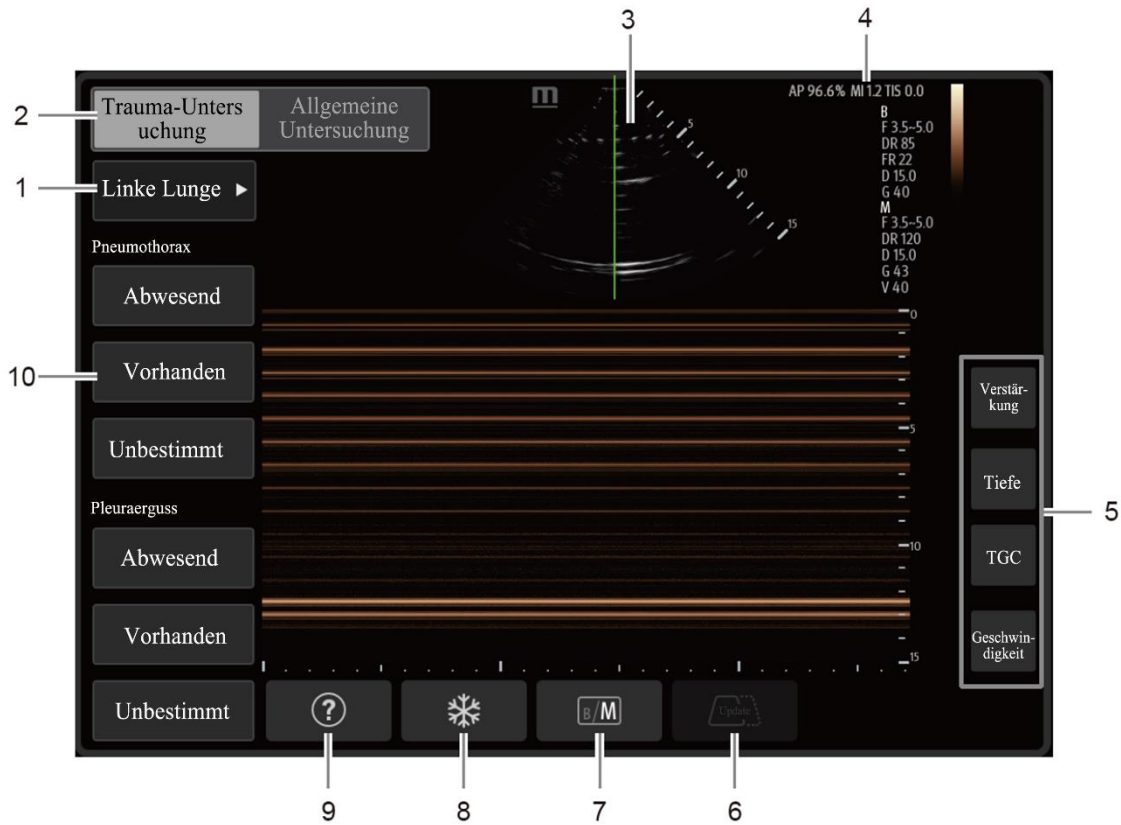 3
4
2
Trauma-Unters
uchung
Allgemeine
Untersuchung
m
AP 96.6% MI 1.2 TIS 0.0
B
F 3.5~5.0
DR 85
FR 22
D 15.0
G 40
M
F 3.5~5.0
DR 120
D 15.0
G 43
V 40
5
10
15
1
Linke Lunge
Pneumothorax
Abwesend
10
Vorhanden
Unbestimmt
Pleuraerguss
Abwesend
Vorhanden
Unbestimmt
0
5
10
15
Verstär-
kung
Tiefe
TGC
Geschwin-
digkeit
5
?
B/M
Update
9
8
7
6